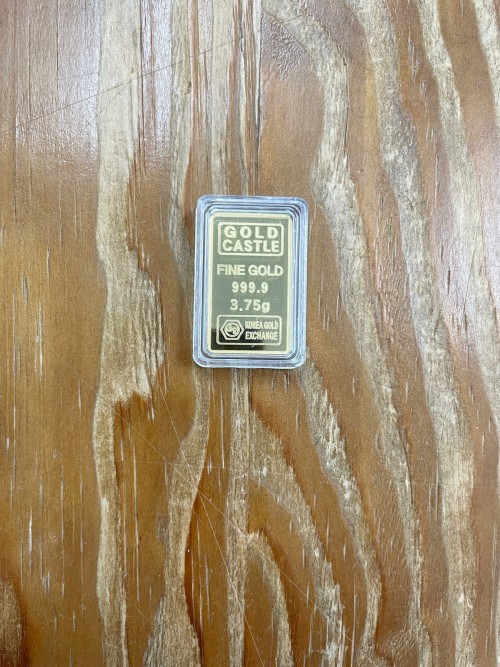 GOLD
CASTLE
FINE GOLD
999.9
3.75g
KOREA GOLD
EXCHANGE